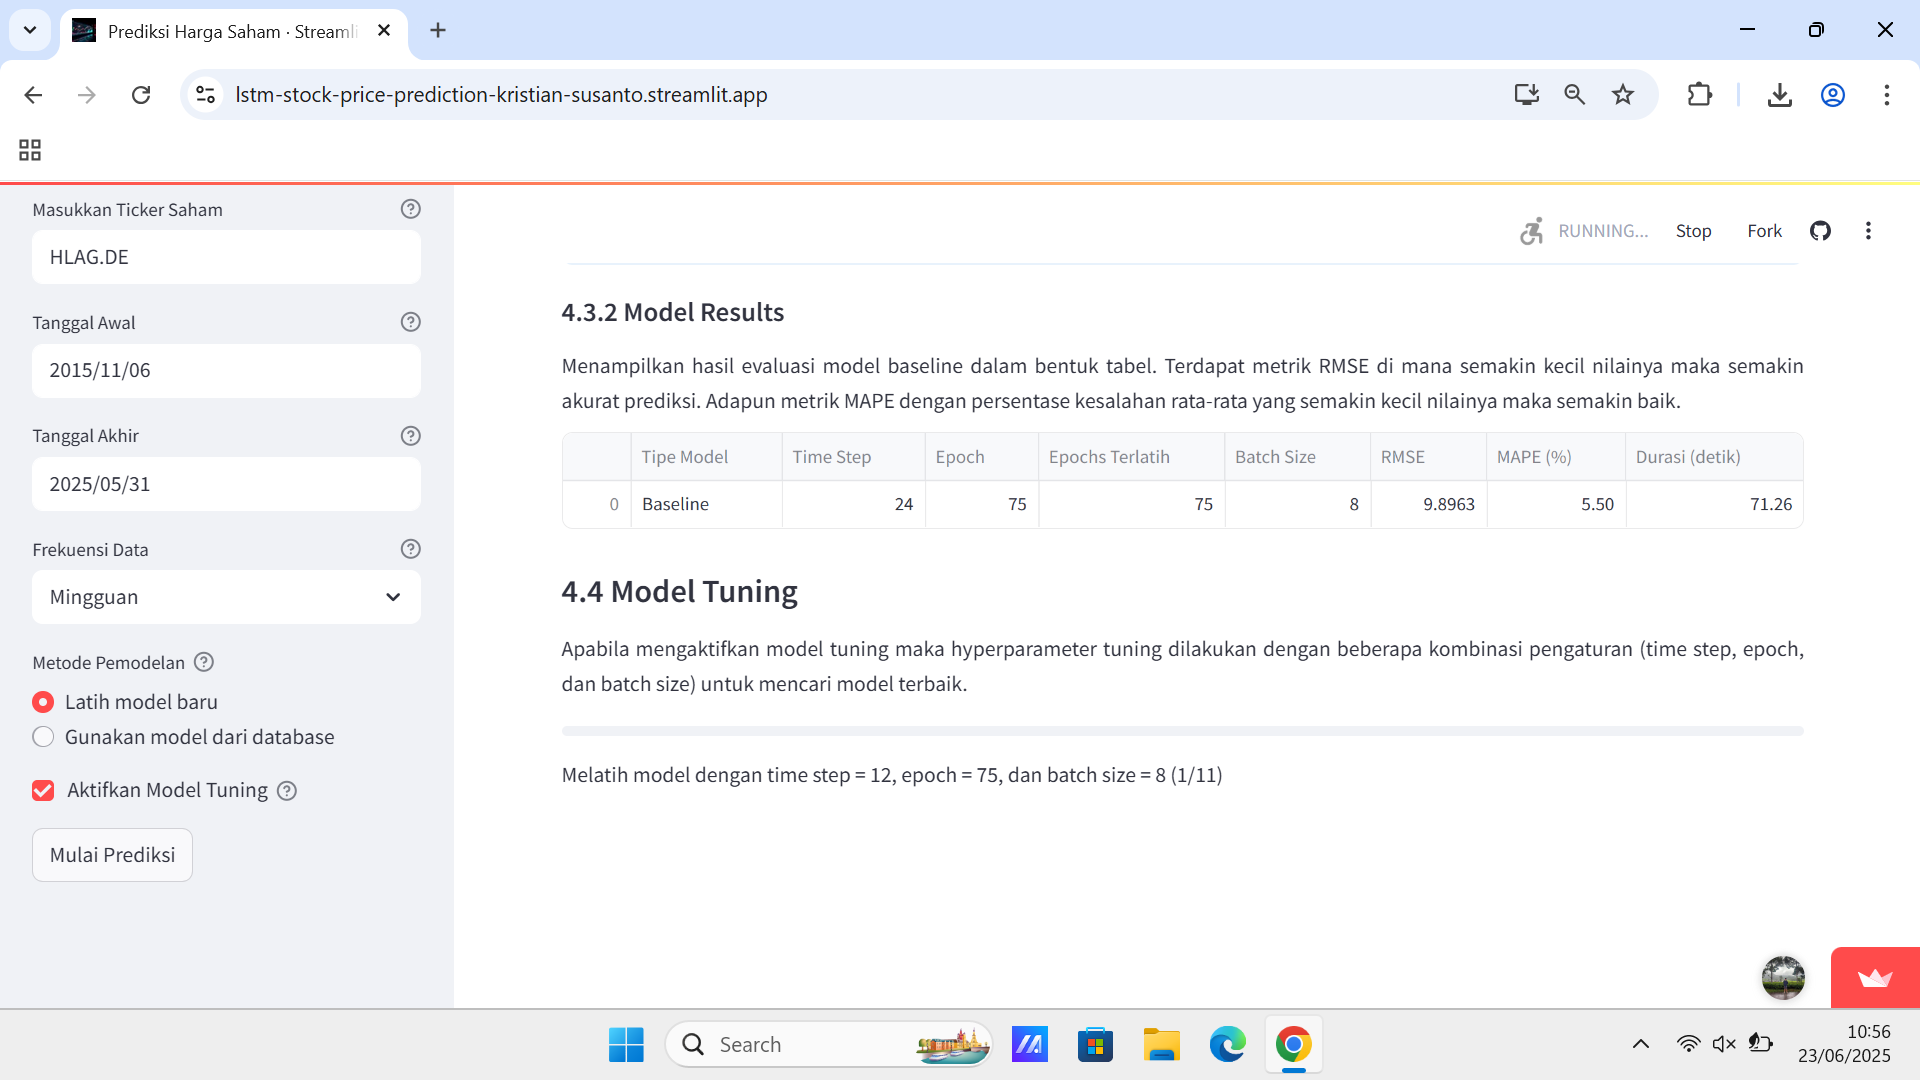 Prediksi Harga Saham · Streamli
lstm-stock-price-prediction-kristian-susanto.streamlit.app
Masukkan Ticker Saham
HLAG.DE
Tanggal Awal
2015/11/06
Tanggal Akhir
2025/05/31
Frekuensi Data
Mingguan
Metode Pemodelan
Latih model baru
Gunakan model dari database
Aktifkan Model Tuning
Mulai Prediksi
RUNNING... Stop Fork
4.3.2 Model Results
Menampilkan hasil evaluasi model baseline dalam bentuk tabel. Terdapat metrik RMSE di mana semakin kecil nilainya maka semakin
akurat prediksi. Adapun metrik MAPE dengan persentase kesalahan rata-rata yang semakin kecil nilainya maka semakin baik.
Tipe Model Time Step Epoch Epochs Terlatih Batch Size RMSE MAPE (%) Durasi (detik)
0 Baseline 24 75 75 8 9.8963 5.50 71.26
4.4 Model Tuning
Apabila mengaktifkan model tuning maka hyperparameter tuning dilakukan dengan beberapa kombinasi pengaturan (time step, epoch,
dan batch size) untuk mencari model terbaik.
Melatih model dengan time step = 12, epoch = 75, dan batch size = 8 (1/11)
Search
10:56
23/06/2025